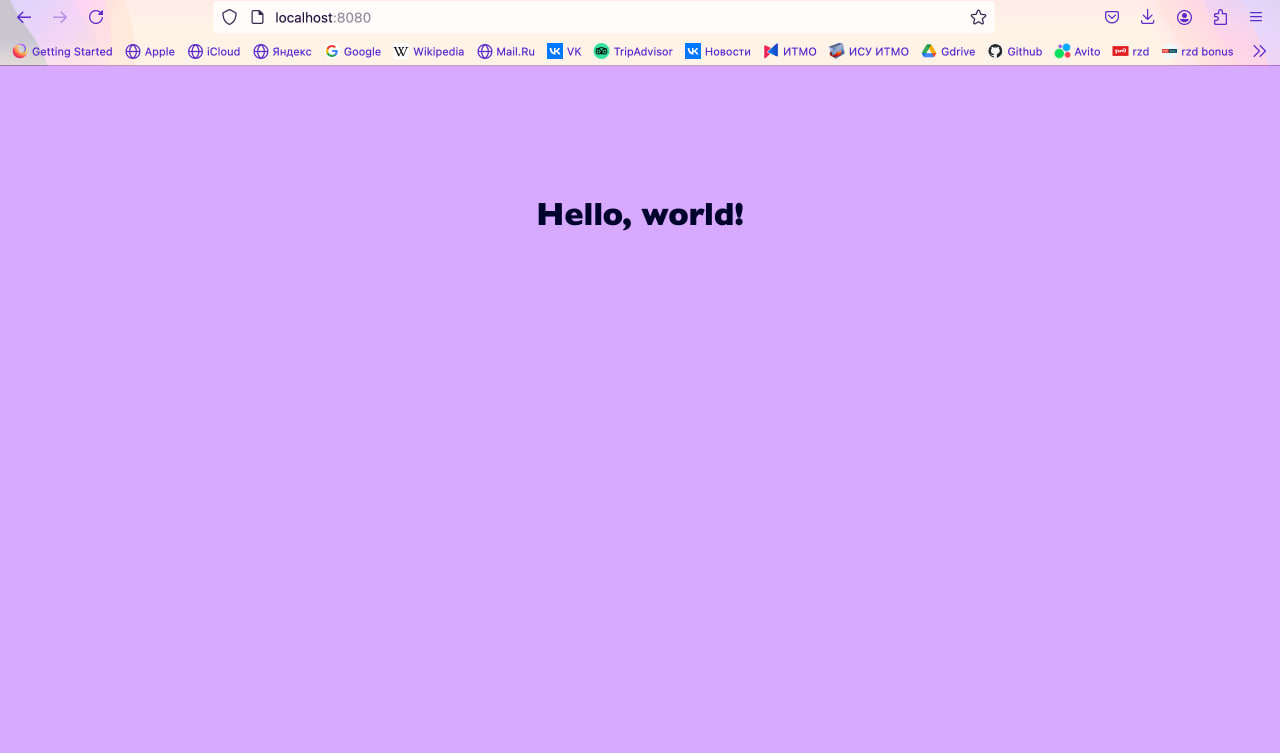 localhost:8080
Getting Started Apple iCloud Яндекс Google Wikipedia Mail.Ru VK TripAdvisor Новости ИТМО ИСУ ИТМО Gdrive Github Avito rzd rzd bonus
Hello, world!